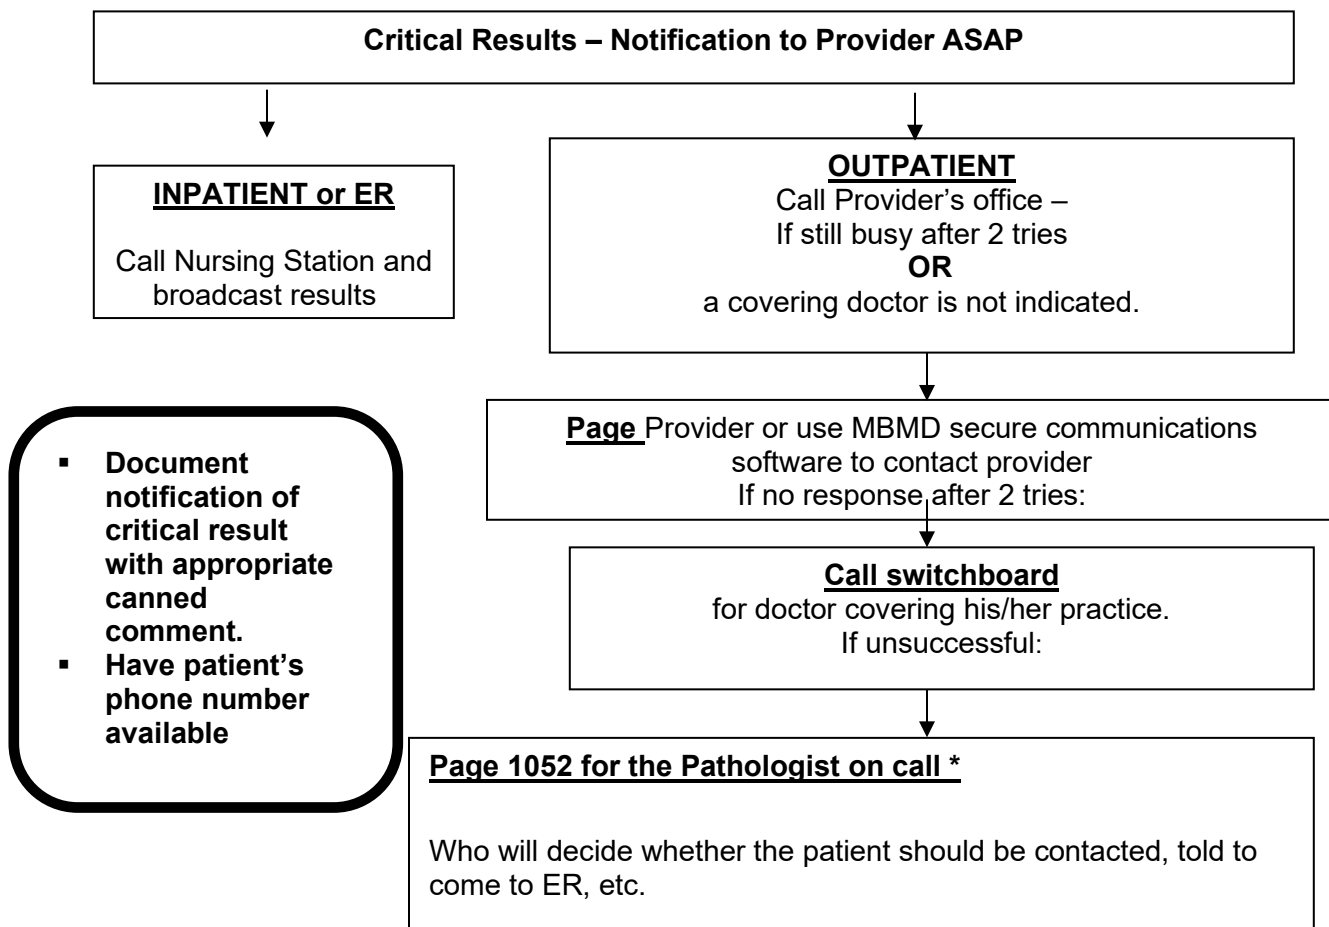 Critical Results – Notification to Provider ASAP
INPATIENT or ER
Call Nursing Station and
broadcast results
OUTPATIENT
Call Provider’s office –
If still busy after 2 tries
OR
a covering doctor is not indicated.
Page Provider or use MBMD secure communications
software to contact provider
If no response after 2 tries:
▪ Document
notification of
critical result
with appropriate
canned
comment.
▪ Have patient’s
phone number
available
Call switchboard
for doctor covering his/her practice.
If unsuccessful:
Page 1052 for the Pathologist on call *
Who will decide whether the patient should be contacted, told to
come to ER, etc.